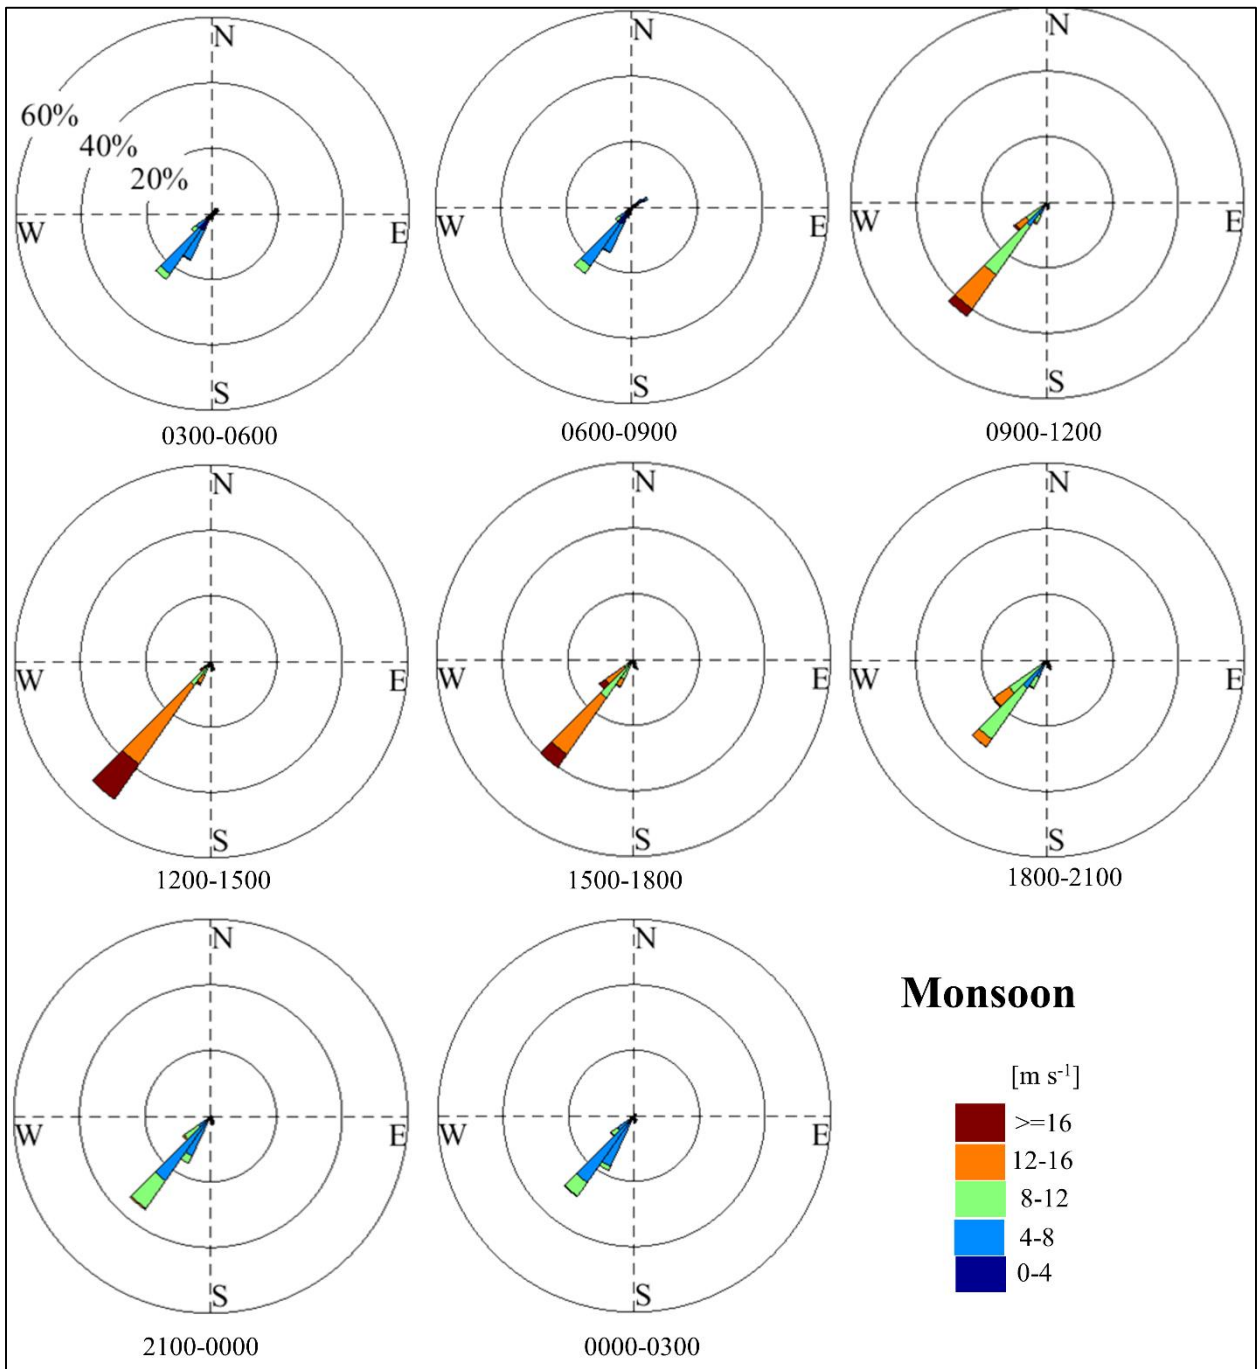 N
N
N
60%
40%
20%
W
E
W
E
W
E
S
S
S
0300-0600
0600-0900
0900-1200
N
N
N
W
E
W
E
W
E
S
S
S
1200-1500
1500-1800
1800-2100
N
N
W
E
W
E
S
S
2100-0000
0000-0300
Monsoon
[m s⁻¹]
>=16
12-16
8-12
4-8
0-4